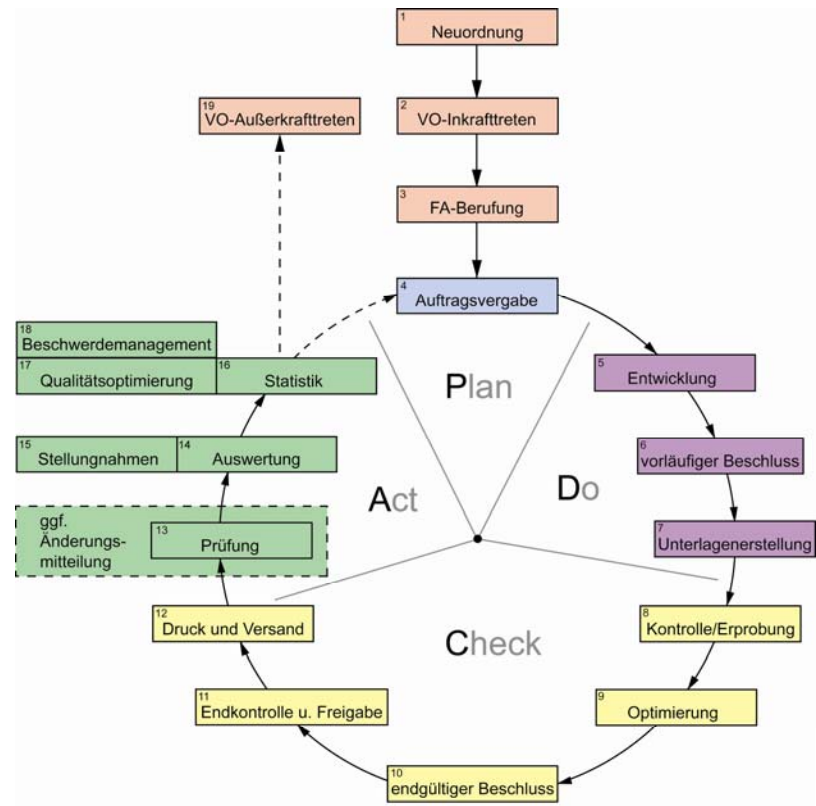 1
Neuordnung
2
VO-Inkrafttreten
3
FA-Berufung
4
Auftragsvergabe
5
Entwicklung
6
vorläufiger Beschluss
7
Unterlagenerstellung
8
Kontrolle/Erprobung
9
Optimierung
10
endgültiger Beschluss
11
Endkontrolle u. Freigabe
12
Druck und Versand
ggf.
Änderungs-
mitteilung
13
Prüfung
14
Auswertung
15
Stellungnahmen
16
Statistik
17
Qualitätsoptimierung
18
Beschwerdemanagement
19
VO-Außerkrafttreten
Plan
Do
Check
Act